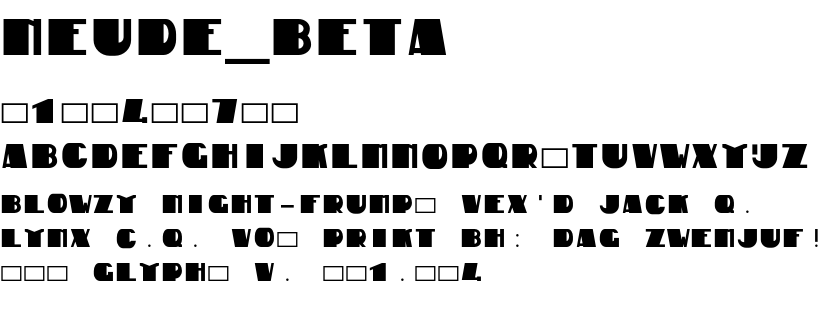 NEUDE_BETA
□1□□4□□7□□
ABCDEFGHIJKLMNOPQR□TUVWXYĲZ
BLOWZY NIGHT-FRUMP□ VEX'D JACK Q.
LYNX C.Q. VO□ PRIKT BH: DAG ZWEMJUF!
□□□ GLYPH□ V. □□1.□□4